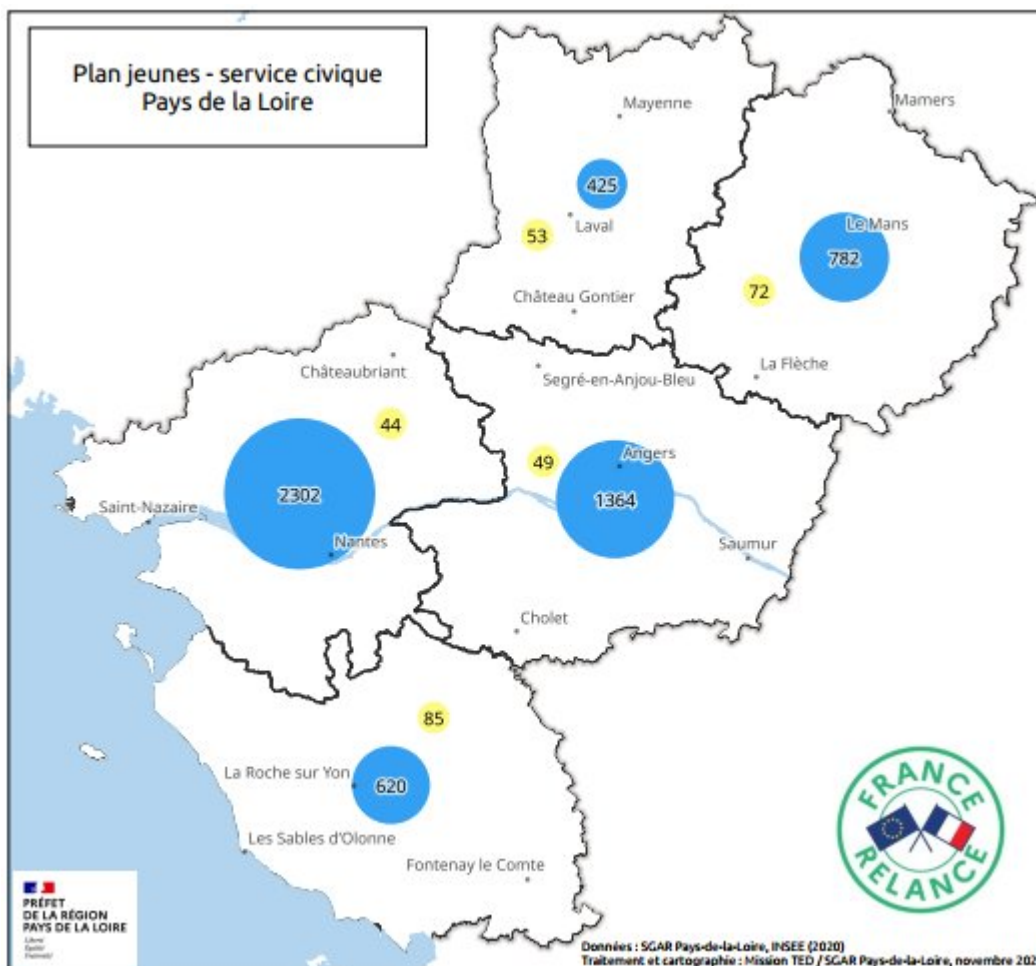 Plan jeunes - service civique
Pays de la Loire
Mayenne
Mamers
425
Laval
53
Le Mans
782
72
Château Gontier
La Flèche
Châteaubriant
Segré-en-Anjou-Bleu
44
49
Angers
1364
2302
Saint-Nazaire
Nantes
Saumur
Cholet
85
La Roche sur Yon
620
Les Sables d'Olonne
Fontenay le Comte
FRANCE
RELANCE
PRÉFET
DE LA RÉGION
PAYS DE LA LOIRE
Liberté
Égalité
Fraternité
Données : SGAR Pays-de-la-Loire, INSEE (2020)
Traitement et cartographie : Mission TED / SGAR Pays-de-la-Loire, novembre